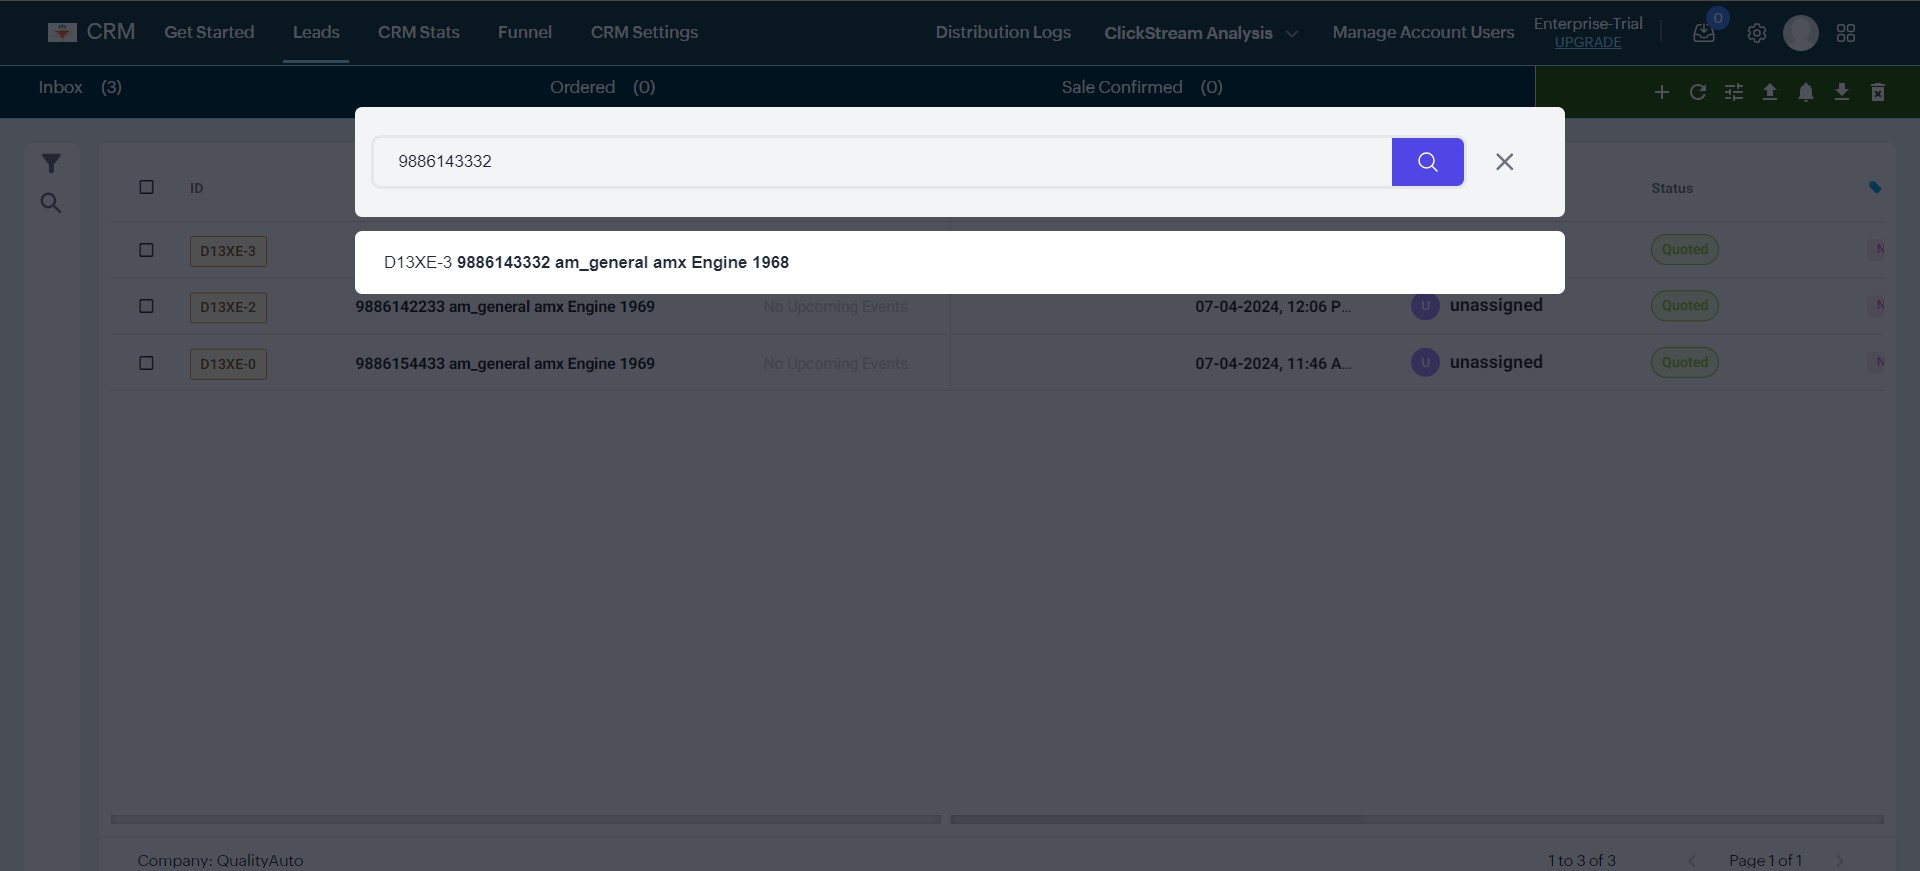 CRM Get Started Leads CRM Stats Funnel CRM Settings Distribution Logs ClickStream Analysis Manage Account Users Enterprise-Trial 0
UPGRADE
Inbox (3) Ordered (0) Sale Confirmed (0)
9886143332
ID Status
D13XE-3 9886143332 am_general amx Engine 1968
D13XE-3 Quoted N
D13XE-2 9886142233 am_general amx Engine 1969 No Upcoming Events 07-04-2024, 12:06 P... U unassigned Quoted N
D13XE-0 9886154433 am_general amx Engine 1969 No Upcoming Events 07-04-2024, 11:46 A... U unassigned Quoted N
Company: QualityAuto 1 to 3 of 3 Page 1 of 1